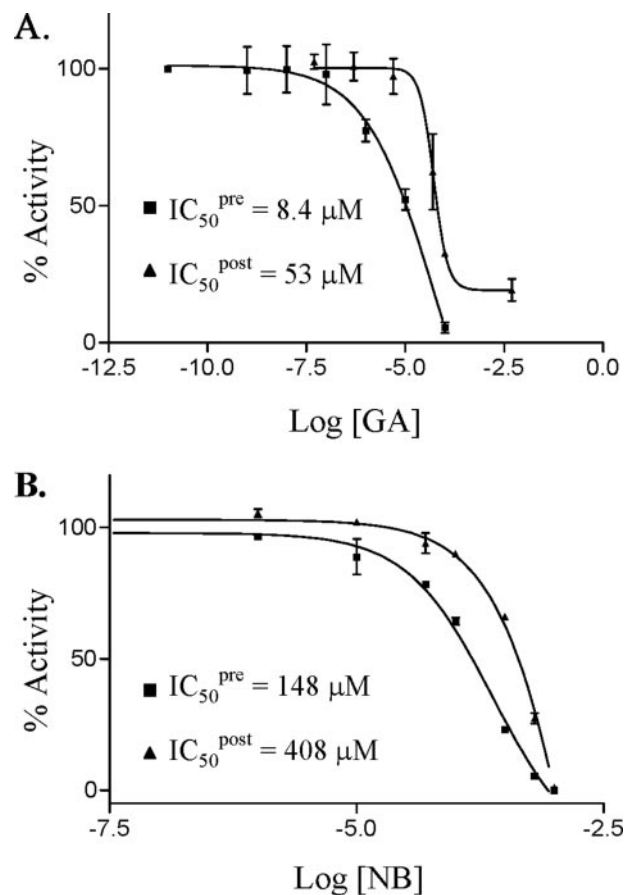 A.
100
50
0
% Activity
■ IC₅₀ᵖʳᵉ = 8.4 μM
▲ IC₅₀ᵖᵒˢᵗ = 53 μM
-12.5 -10.0 -7.5 -5.0 -2.5 0.0
Log [GA]
B.
100
50
0
% Activity
■ IC₅₀ᵖʳᵉ = 148 μM
▲ IC₅₀ᵖᵒˢᵗ = 408 μM
-7.5 -5.0 -2.5
Log [NB]